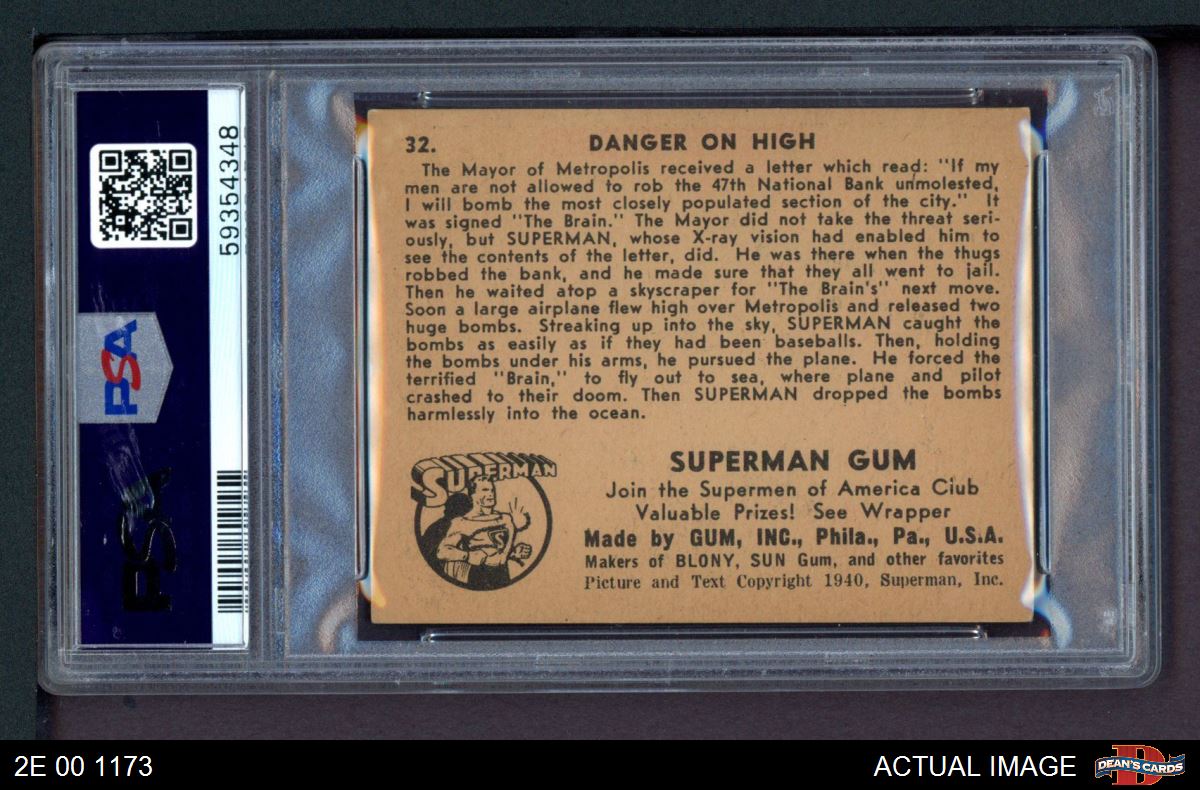 59354348
PSA
PSA
32.
DANGER ON HIGH
The Mayor of Metropolis received a letter which read: "If my
men are not allowed to rob the 47th National Bank unmolested,
I will bomb the most closely populated section of the city." It
was signed "The Brain." The Mayor did not take the threat seri-
ously, but SUPERMAN, whose X-ray vision had enabled him to
see the contents of the letter, did. He was there when the thugs
robbed the bank, and he made sure that they all went to jail.
Then he waited atop a skyscraper for "The Brain's" next move.
Soon a large airplane flew high over Metropolis and released two
huge bombs. Streaking up into the sky, SUPERMAN caught the
bombs as easily as if they had been baseballs. Then, holding
the bombs under his arms, he pursued the plane. He forced the
terrified "Brain," to fly out to sea, where plane and pilot
crashed to their doom. Then SUPERMAN dropped the bombs
harmlessly into the ocean.
SUPERMAN
S
SUPERMAN GUM
Join the Supermen of America Club
Valuable Prizes! See Wrapper
Made by GUM, INC., Phila., Pa., U.S.A.
Makers of BLONY, SUN Gum, and other favorites
Picture and Text Copyright 1940, Superman, Inc.
2E 00 1173
ACTUAL IMAGE
D
DEAN'S CARDS